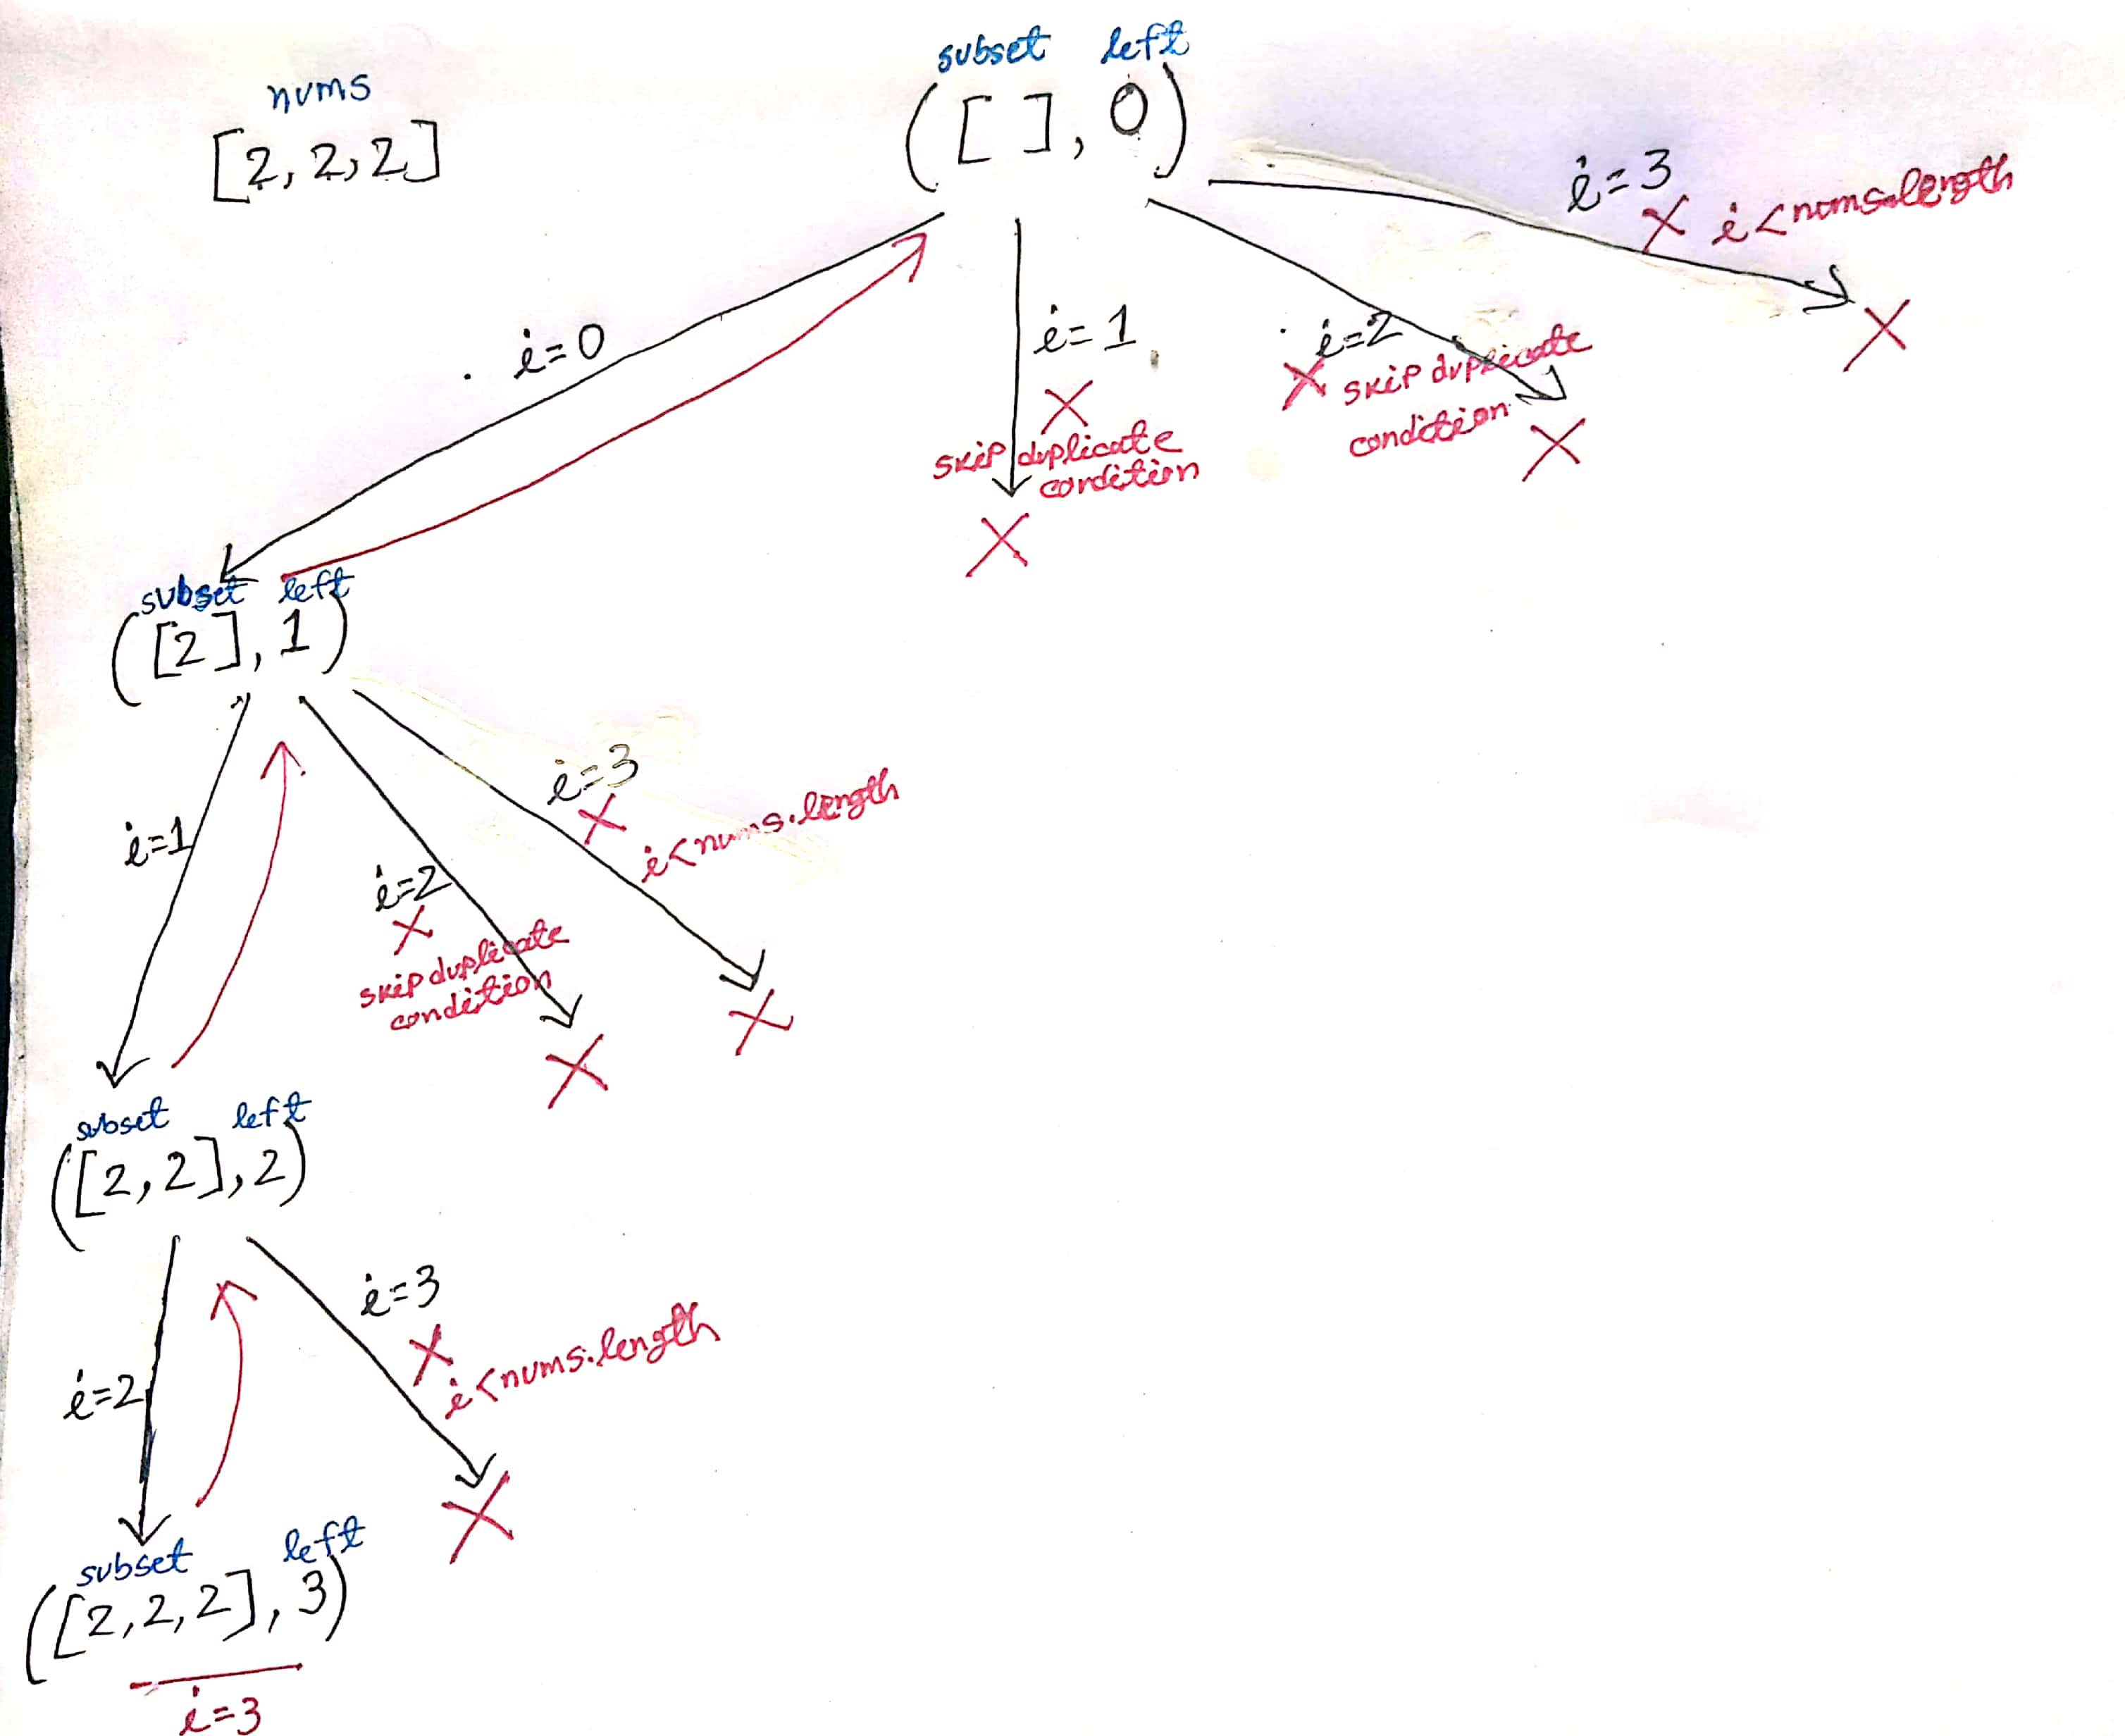 nums
[2, 2, 2]
subset left
([ ], 0)
i=0
i=1
X
skip duplicate
condition
X
i=2
X skip duplicate
condition
X
i=3
X i<nums.length
X
subset left
([2], 1)
i=1
i=2
X
skip duplicate
condition
X
i=3
X
i<nums.length
X
subset left
([2, 2], 2)
i=2
i=3
X
i<nums.length
X
subset left
([2, 2, 2], 3)
i=3